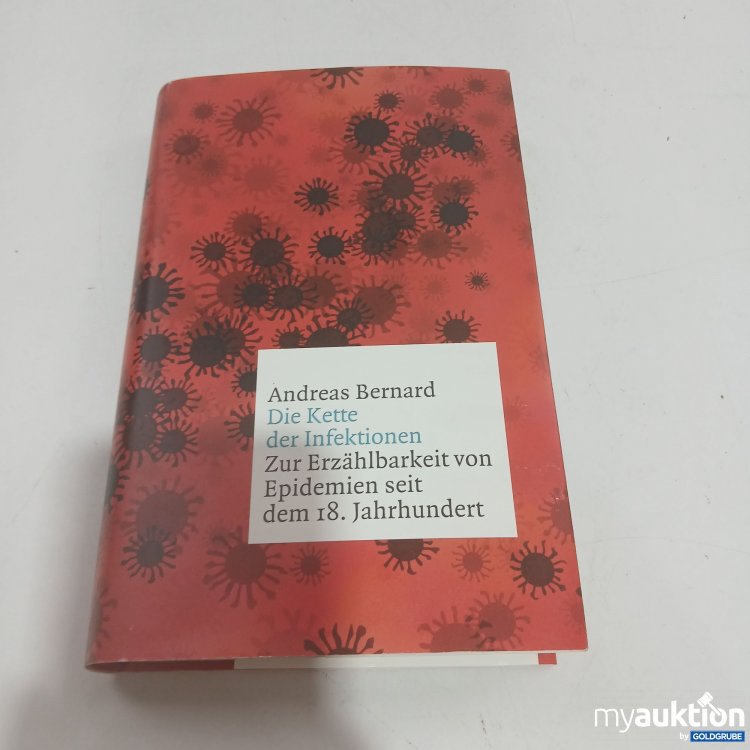 Andreas Bernard
Die Kette
der Infektionen
Zur Erzählbarkeit von
Epidemien seit
dem 18. Jahrhundert
myauktion
by GOLDGRUBE